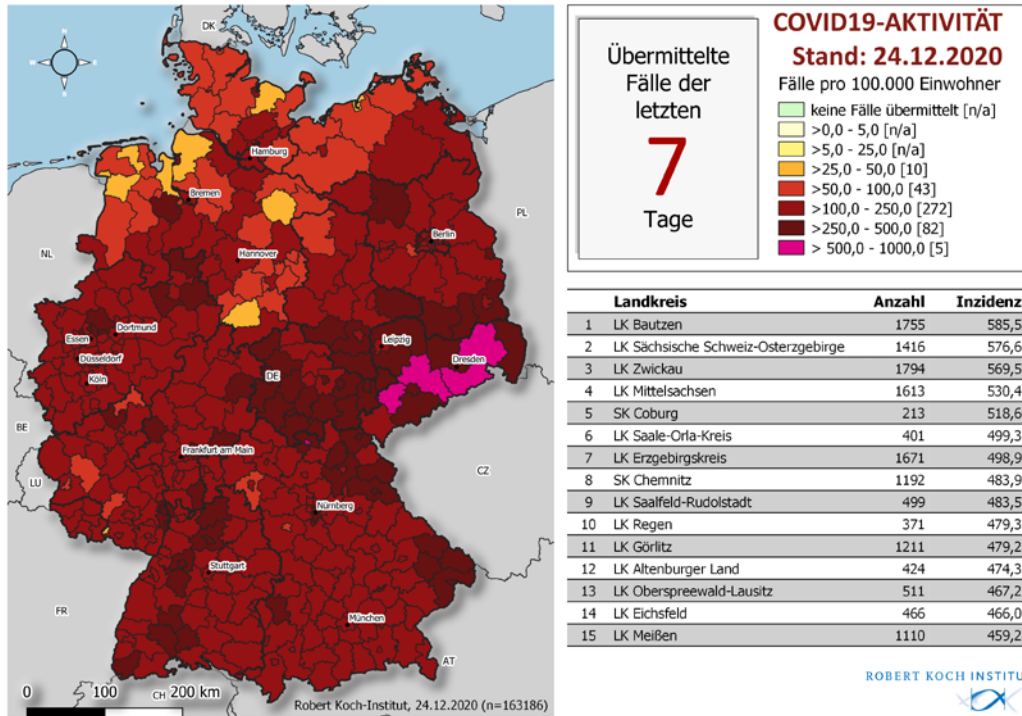 DK
PL
NL
BE
LU
FR
CH
AT
CZ
DE
Hamburg
Bremen
Berlin
Hannover
Dortmund
Essen
Düsseldorf
Köln
Leipzig
Dresden
Frankfurt am Main
Nürnberg
Stuttgart
München
0 100 200 km
Robert Koch-Institut, 24.12.2020 (n=163186)
Übermittelte
Fälle der
letzten
7
Tage
COVID19-AKTIVITÄT
Stand: 24.12.2020
Fälle pro 100.000 Einwohner
keine Fälle übermittelt [n/a]
>0,0 - 5,0 [n/a]
>5,0 - 25,0 [n/a]
>25,0 - 50,0 [10]
>50,0 - 100,0 [43]
>100,0 - 250,0 [272]
>250,0 - 500,0 [82]
> 500,0 - 1000,0 [5]
Landkreis Anzahl Inzidenz
1 LK Bautzen 1755 585,5
2 LK Sächsische Schweiz-Osterzgebirge 1416 576,6
3 LK Zwickau 1794 569,5
4 LK Mittelsachsen 1613 530,4
5 SK Coburg 213 518,6
6 LK Saale-Orla-Kreis 401 499,3
7 LK Erzgebirgskreis 1671 498,9
8 SK Chemnitz 1192 483,9
9 LK Saalfeld-Rudolstadt 499 483,5
10 LK Regen 371 479,3
11 LK Görlitz 1211 479,2
12 LK Altenburger Land 424 474,3
13 LK Oberspreewald-Lausitz 511 467,2
14 LK Eichsfeld 466 466,0
15 LK Meißen 1110 459,2
ROBERT KOCH INSTITU